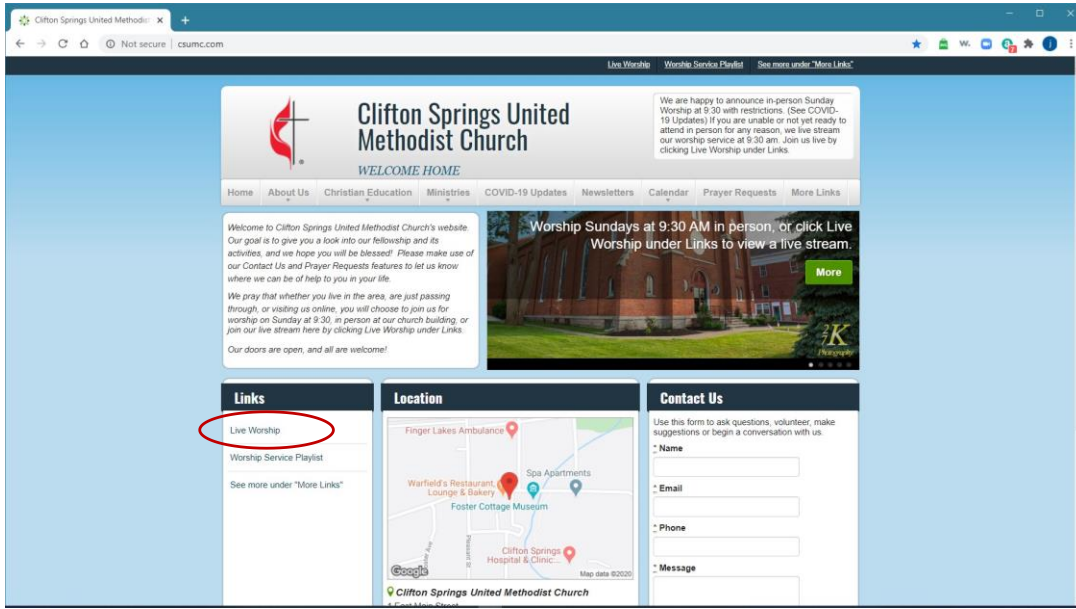 Clifton Springs United Methodis
Not secure | csumc.com
Live Worship Worship Service Playlist See more under "More Links"
Clifton Springs United
Methodist Church
WELCOME HOME
We are happy to announce in-person Sunday
Worship at 9:30 with restrictions. (See COVID-
19 Updates) If you are unable or not yet ready to
attend in person for any reason, we live stream
our worship service at 9:30 am. Join us live by
clicking Live Worship under Links.
Home About Us Christian Education Ministries COVID-19 Updates Newsletters Calendar Prayer Requests More Links
Welcome to Clifton Springs United Methodist Church's website.
Our goal is to give you a look into our fellowship and its
activities, and we hope you will be blessed! Please make use of
our Contact Us and Prayer Requests features to let us know
where we can be of help to you in your life.
We pray that whether you live in the area, are just passing
through, or visiting us online, you will choose to join us for
worship on Sunday at 9:30, in person at our church building, or
join our live stream here by clicking Live Worship under Links.
Our doors are open, and all are welcome!
Worship Sundays at 9:30 AM in person, or click Live
Worship under Links to view a live stream.
More
2K
Photography
Links
Live Worship
Worship Service Playlist
See more under "More Links"
Location
Finger Lakes Ambulance
Spa Apartments
Warfield's Restaurant,
Lounge & Bakery
Foster Cottage Museum
Pleasant St
Clifton Springs
Hospital & Clinic...
Google
Map data ©2020
Clifton Springs United Methodist Church
1 East Main Street
Contact Us
Use this form to ask questions, volunteer, make
suggestions or begin a conversation with us.
* Name
* Email
* Phone
* Message